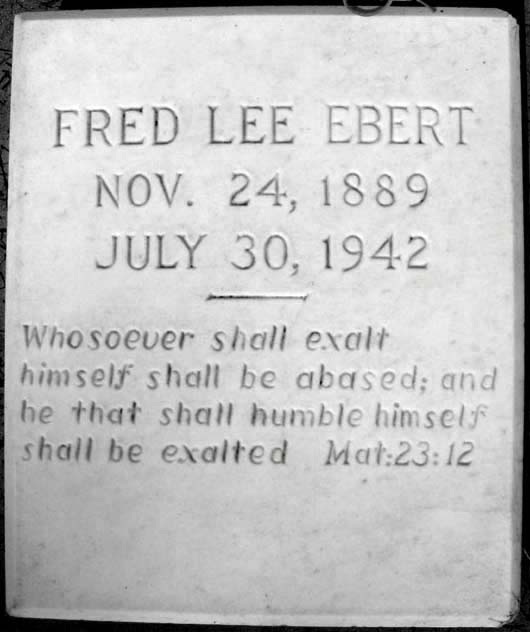 FRED LEE EBERT
NOV. 24, 1889
JULY 30, 1942
Whosoever shall exalt
himself shall be abased; and
he that shall humble himself
shall be exalted Mat:23:12